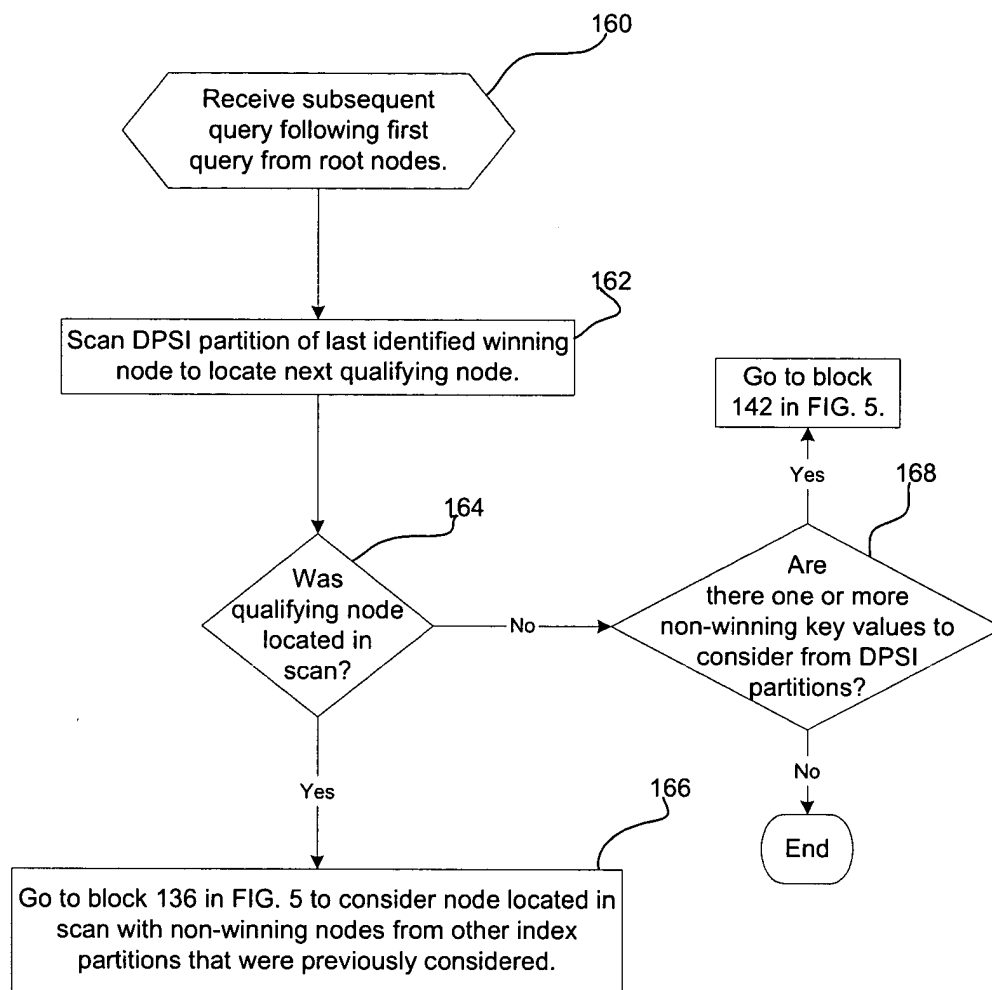 160
Receive subsequent
query following first
query from root nodes.
162
Scan DPSI partition of last identified winning
node to locate next qualifying node.
Go to block
142 in FIG. 5.
Yes
168
164
Was
qualifying node
located in
scan?
No
Are
there one or more
non-winning key values to
consider from DPSI
partitions?
Yes
No
166
End
Go to block 136 in FIG. 5 to consider node located in
scan with non-winning nodes from other index
partitions that were previously considered.